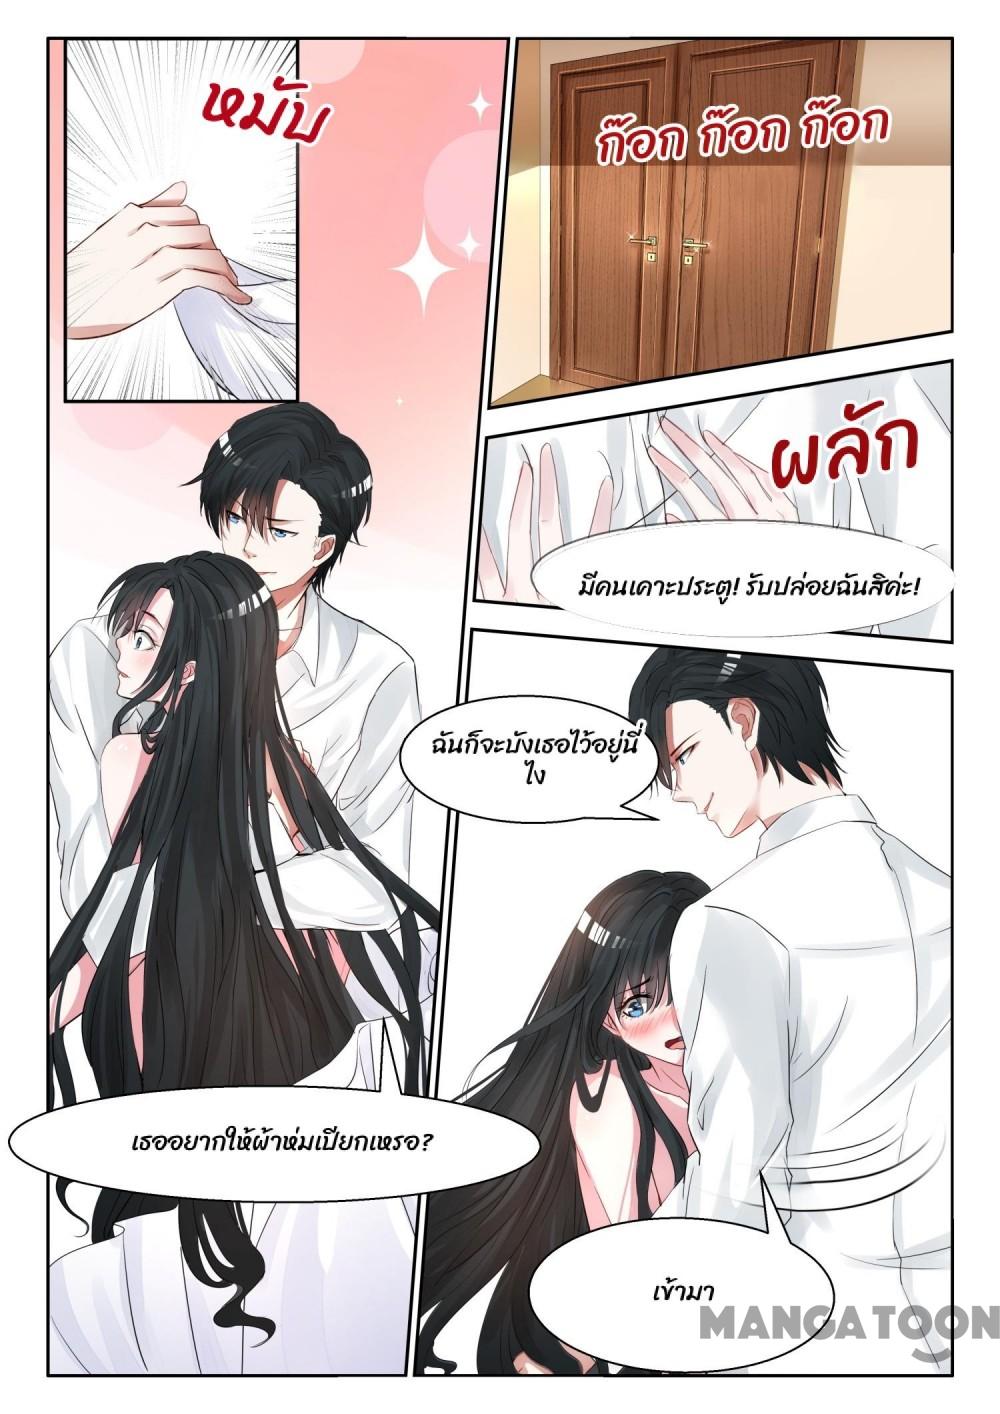 หมับ
ก๊อก ก๊อก ก๊อก
ผลัก
มีคนเคาะประตู! รับปล่อยฉันสิค่ะ!
ฉันก็จะบังเธอไว้อยู่นี่
ไง
เธออยากให้ผ้าห่มเปียกเหรอ?
เข้ามา
MANGATOON